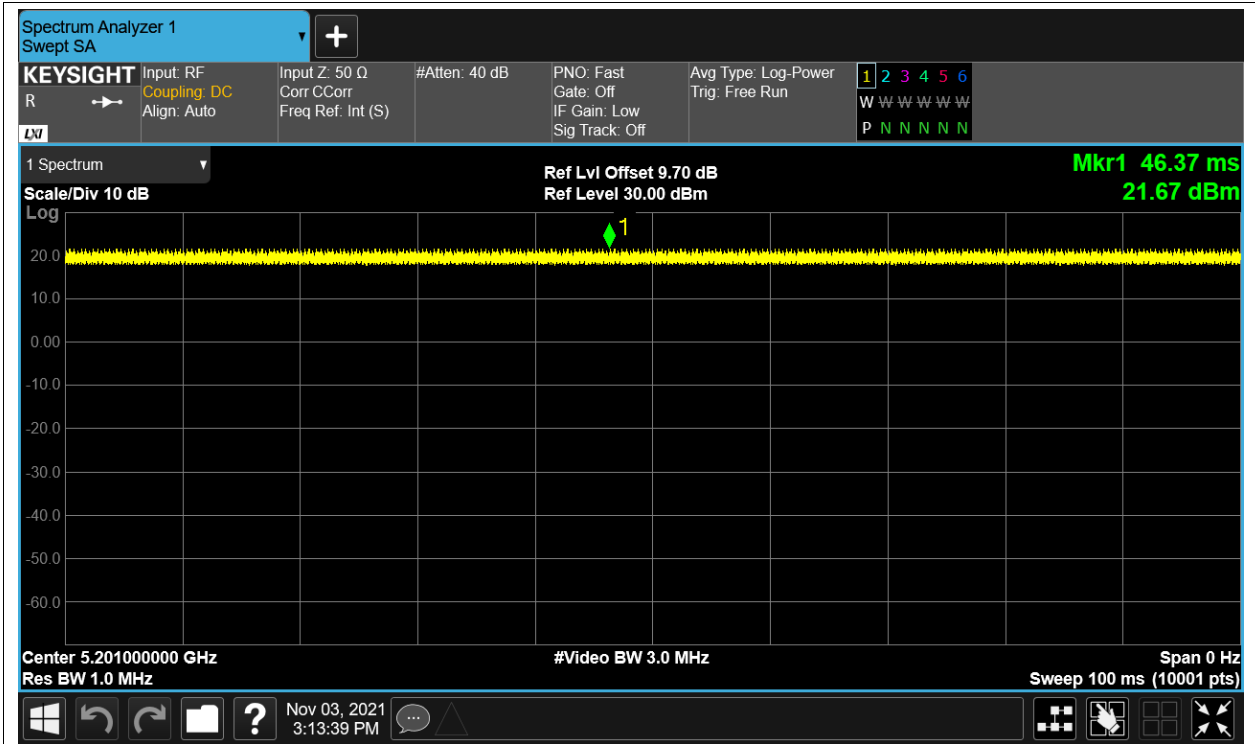 Spectrum Analyzer 1
Swept SA
+
KEYSIGHT
R
LXI
Input: RF
Coupling: DC
Align: Auto
Input Z: 50 Ω
Corr CCorr
Freq Ref: Int (S)
#Atten: 40 dB
PNO: Fast
Gate: Off
IF Gain: Low
Sig Track: Off
Avg Type: Log-Power
Trig: Free Run
1 2 3 4 5 6
W W W W W W
P N N N N N
1 Spectrum
Scale/Div 10 dB
Log
Ref Lvl Offset 9.70 dB
Ref Level 30.00 dBm
Mkr1 46.37 ms
21.67 dBm
1
20.0
10.0
0.00
-10.0
-20.0
-30.0
-40.0
-50.0
-60.0
Center 5.201000000 GHz
Res BW 1.0 MHz
#Video BW 3.0 MHz
Span 0 Hz
Sweep 100 ms (10001 pts)
?
Nov 03, 2021
3:13:39 PM